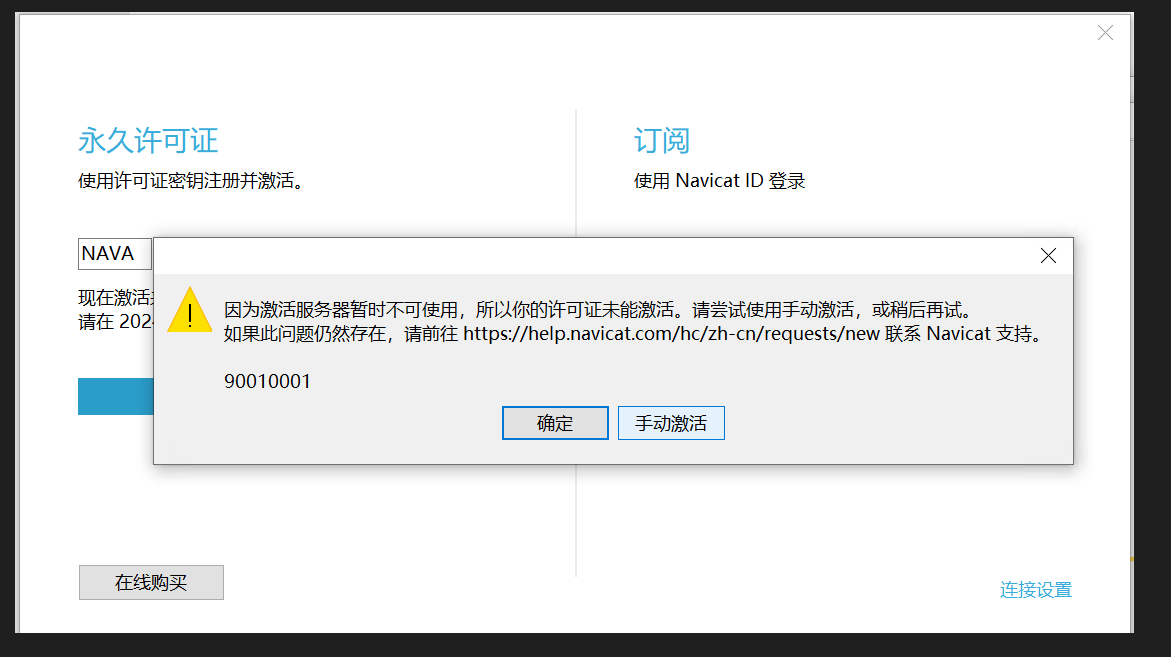 永久许可证
使用许可证密钥注册并激活。
订阅
使用 Navicat ID 登录
NAVA
现在激活
请在 202
因为激活服务器暂时不可使用，所以你的许可证未能激活。请尝试使用手动激活，或稍后再试。
如果此问题仍然存在，请前往 https://help.navicat.com/hc/zh-cn/requests/new 联系 Navicat 支持。
90010001
确定
手动激活
在线购买
连接设置